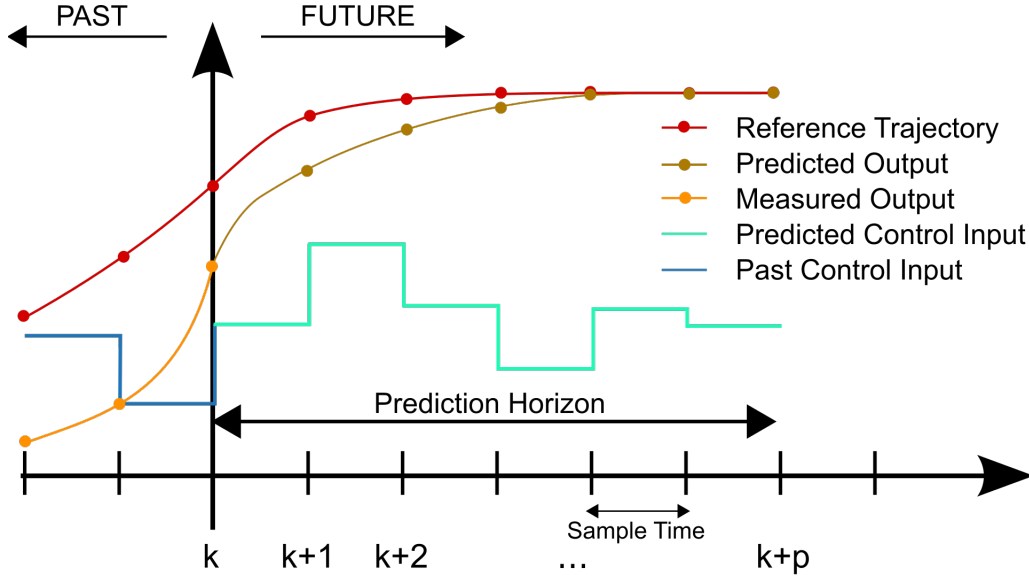 PAST
FUTURE
Reference Trajectory
Predicted Output
Measured Output
Predicted Control Input
Past Control Input
Prediction Horizon
Sample Time
k
k+1
k+2
...
k+p